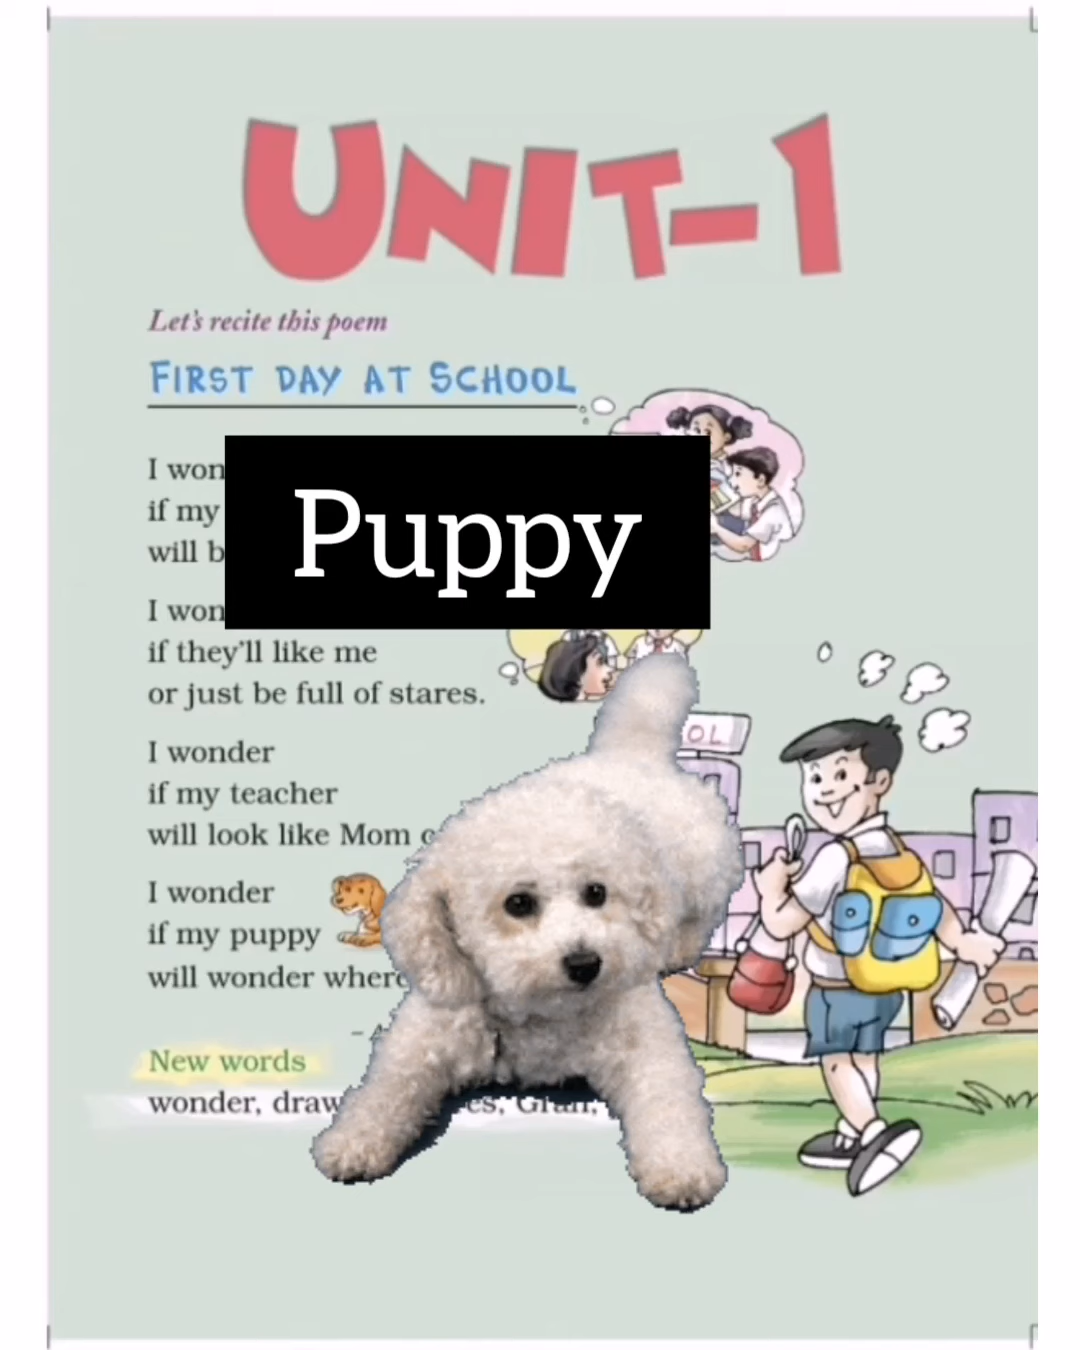 UNIT-1
Let's recite this poem
FIRST DAY AT SCHOOL
I won
if my
will b
Puppy
I won
if they'll like me
or just be full of stares.
I wonder
if my teacher
will look like Mom
OL
I wonder
if my puppy
will wonder where
New words
wonder, draw es, Gran,